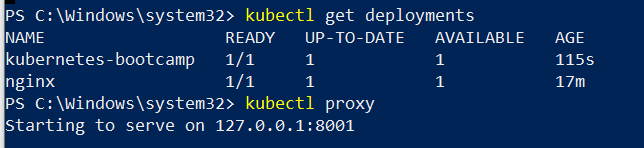 PS C:\Windows\system32> kubectl get deployments
NAME READY UP-TO-DATE AVAILABLE AGE
kubernetes-bootcamp 1/1 1 1 115s
nginx 1/1 1 1 17m
PS C:\Windows\system32> kubectl proxy
Starting to serve on 127.0.0.1:8001